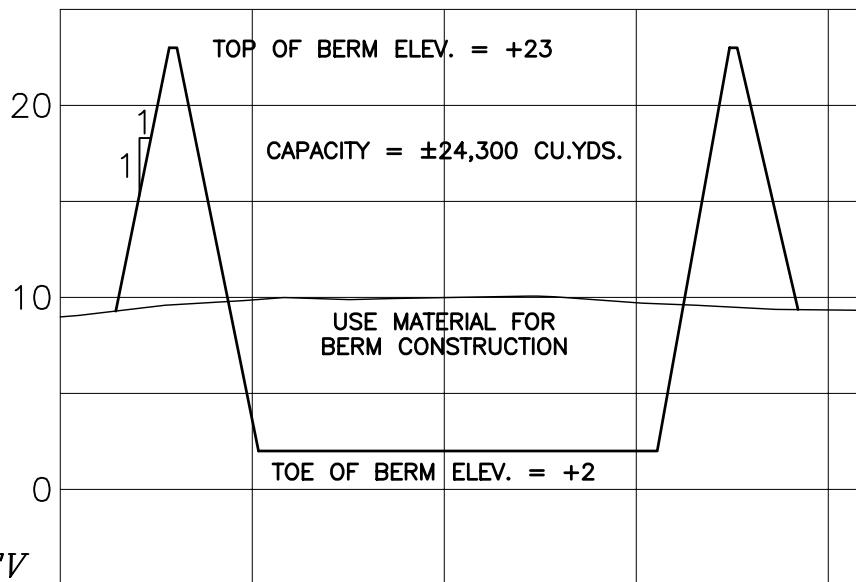 TOP OF BERM ELEV. = +23
20
1
1
CAPACITY = ±24,300 CU.YDS.
10
USE MATERIAL FOR
BERM CONSTRUCTION
TOE OF BERM ELEV. = +2
0